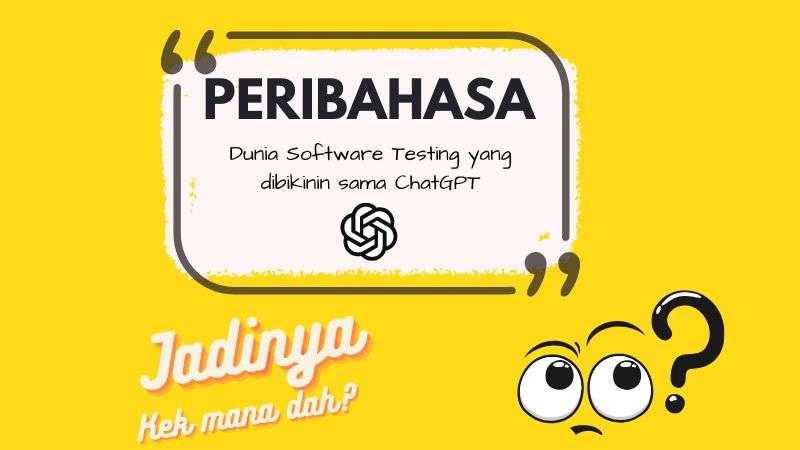 PERIBAHASA
Dunia Software Testing yang
dibikinin sama ChatGPT
Jadinya
Kek mana dah?
?